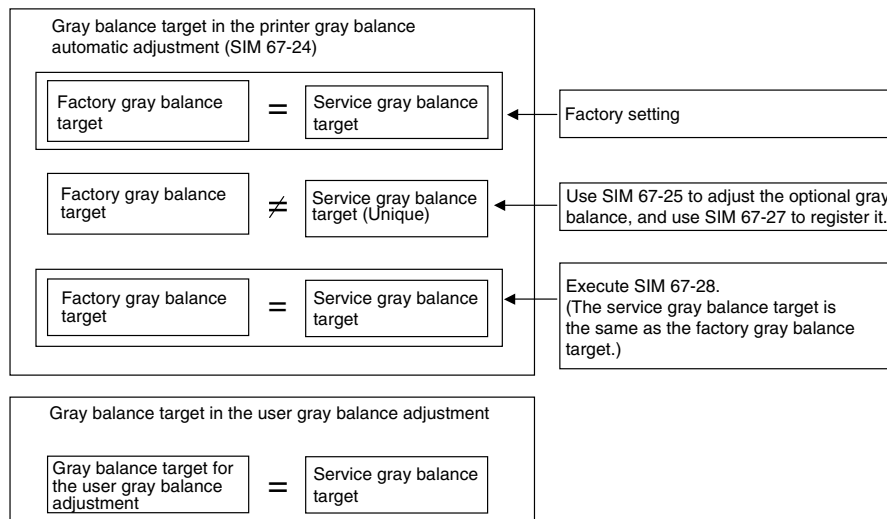 Gray balance target in the printer gray balance
automatic adjustment (SIM 67-24)
Factory gray balance
target
=
Service gray balance
target
Factory setting
Factory gray balance
target
≠
Service gray balance
target (Unique)
Use SIM 67-25 to adjust the optional gray
balance, and use SIM 67-27 to register it.
Factory gray balance
target
=
Service gray balance
target
Execute SIM 67-28.
(The service gray balance target is
the same as the factory gray balance
target.)
Gray balance target in the user gray balance adjustment
Gray balance target for
the user gray balance
adjustment
=
Service gray balance
target